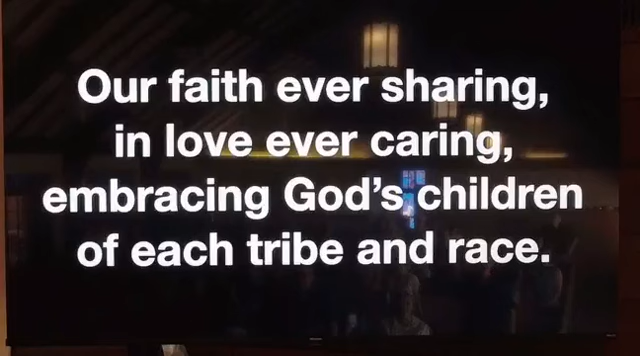 Our faith ever sharing,
in love ever caring,
embracing God's children
of each tribe and race.